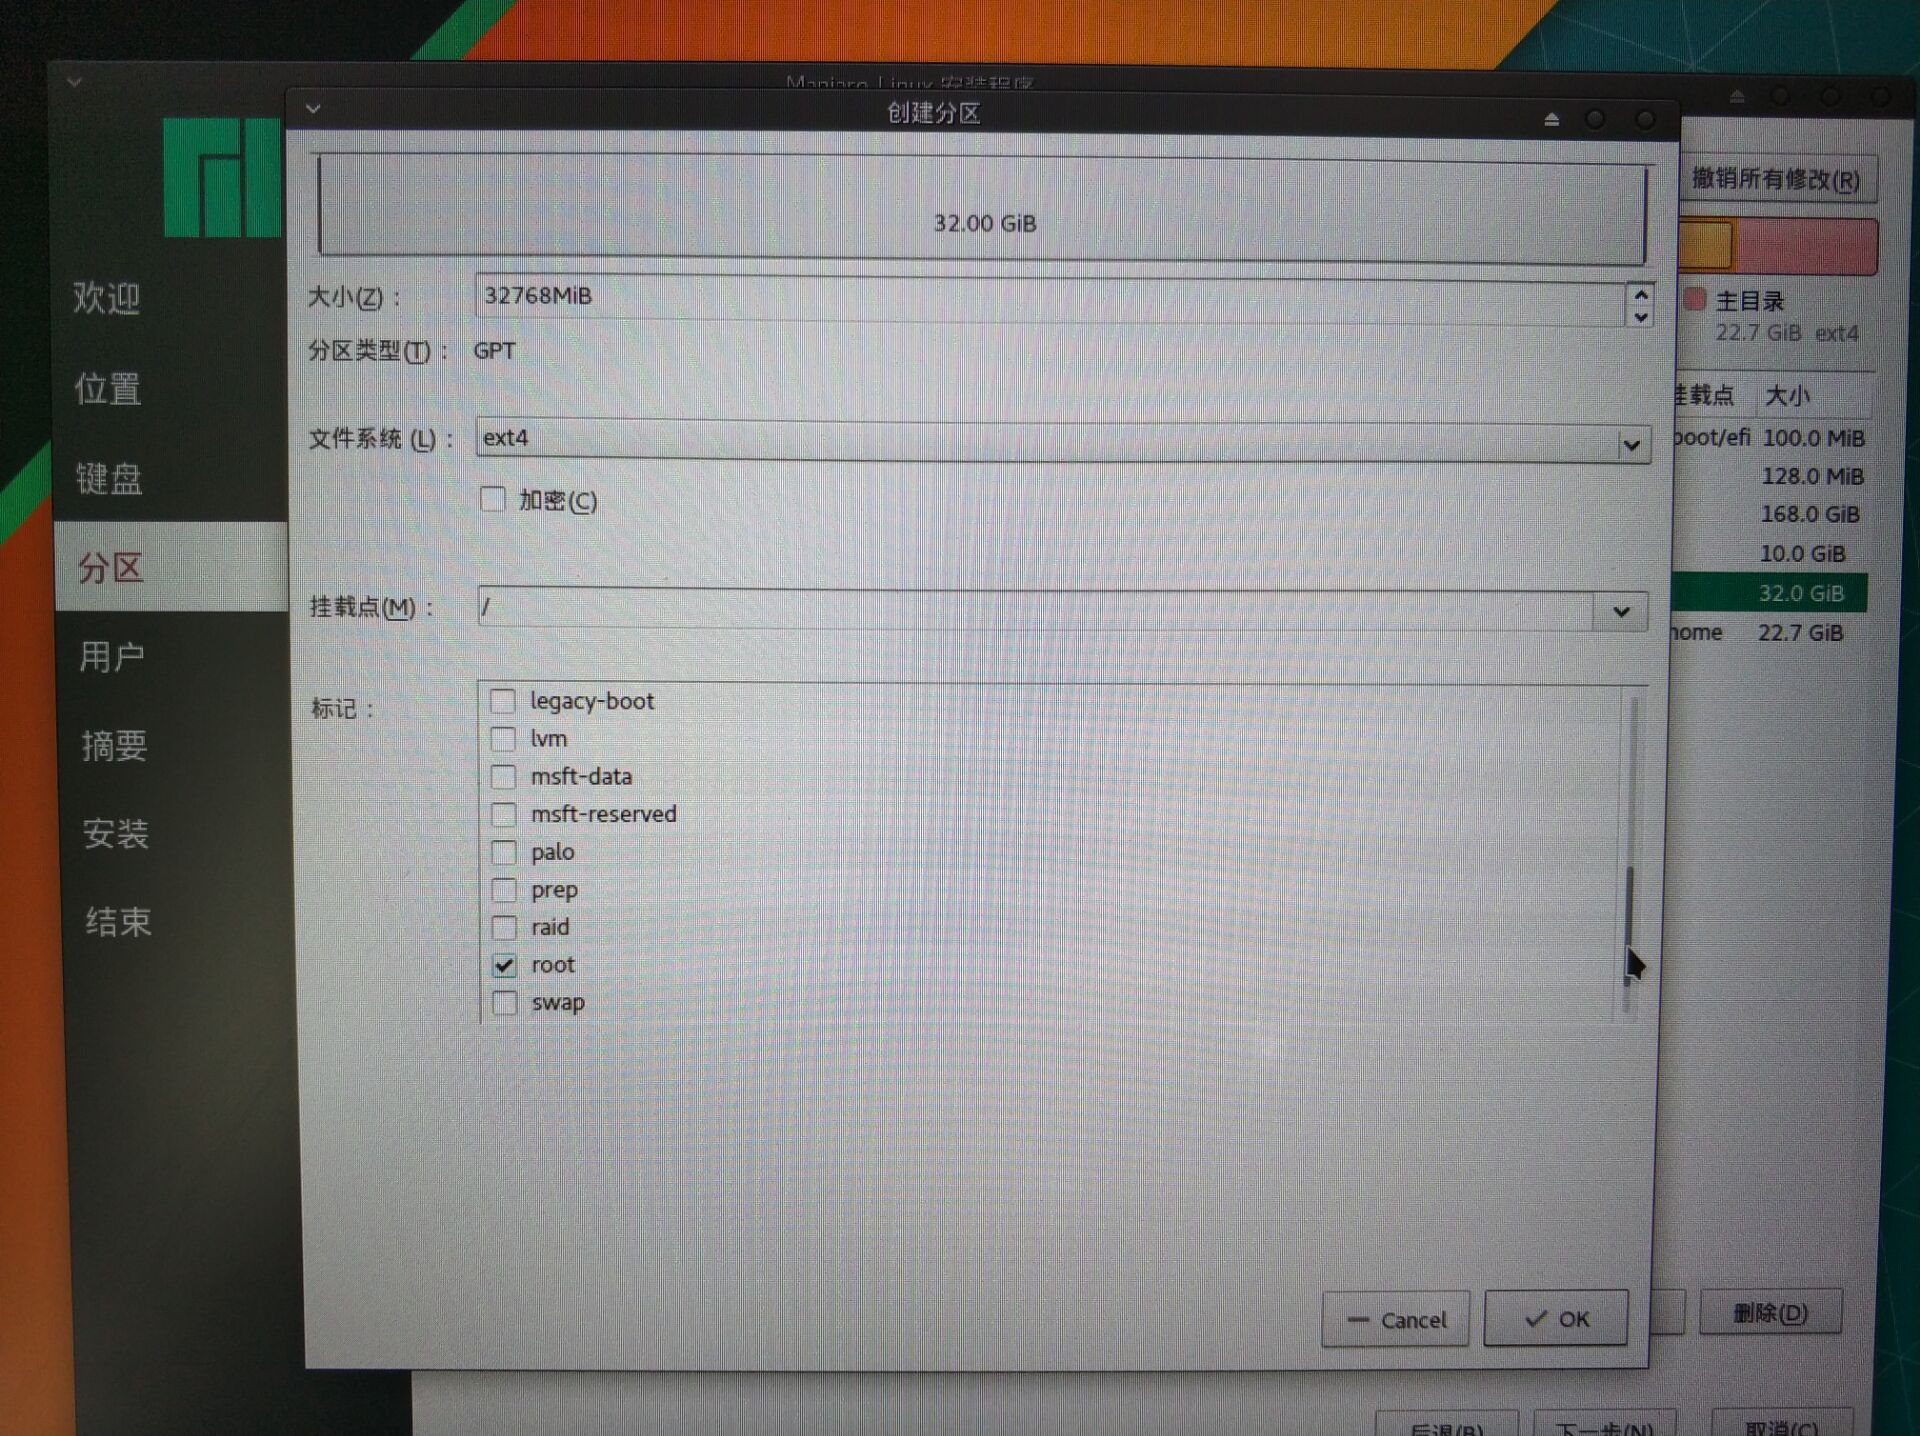 Manjaro Linux 安装程序
创建分区
32.00 GiB
大小(Z)： 32768MiB
分区类型(T)： GPT
文件系统 (L)： ext4
加密(C)
挂载点(M)： /
标记：
legacy-boot
lvm
msft-data
msft-reserved
palo
prep
raid
root
swap
Cancel
OK
欢迎
位置
键盘
分区
用户
摘要
安装
结束
撤销所有修改(R)
主目录
22.7 GiB ext4
挂载点 大小
boot/efi 100.0 MiB
128.0 MiB
168.0 GiB
10.0 GiB
32.0 GiB
home 22.7 GiB
删除(D)
后退(B)
下一步(N)
取消(C)